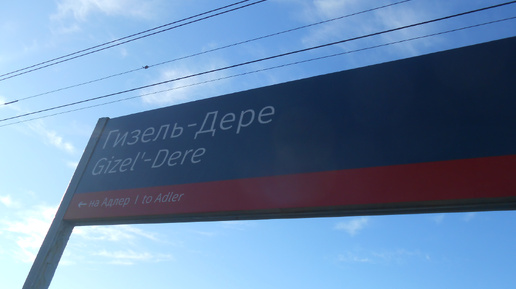 Гизель-Дере
Gizel'-Dere
← на Адлер | to Adler